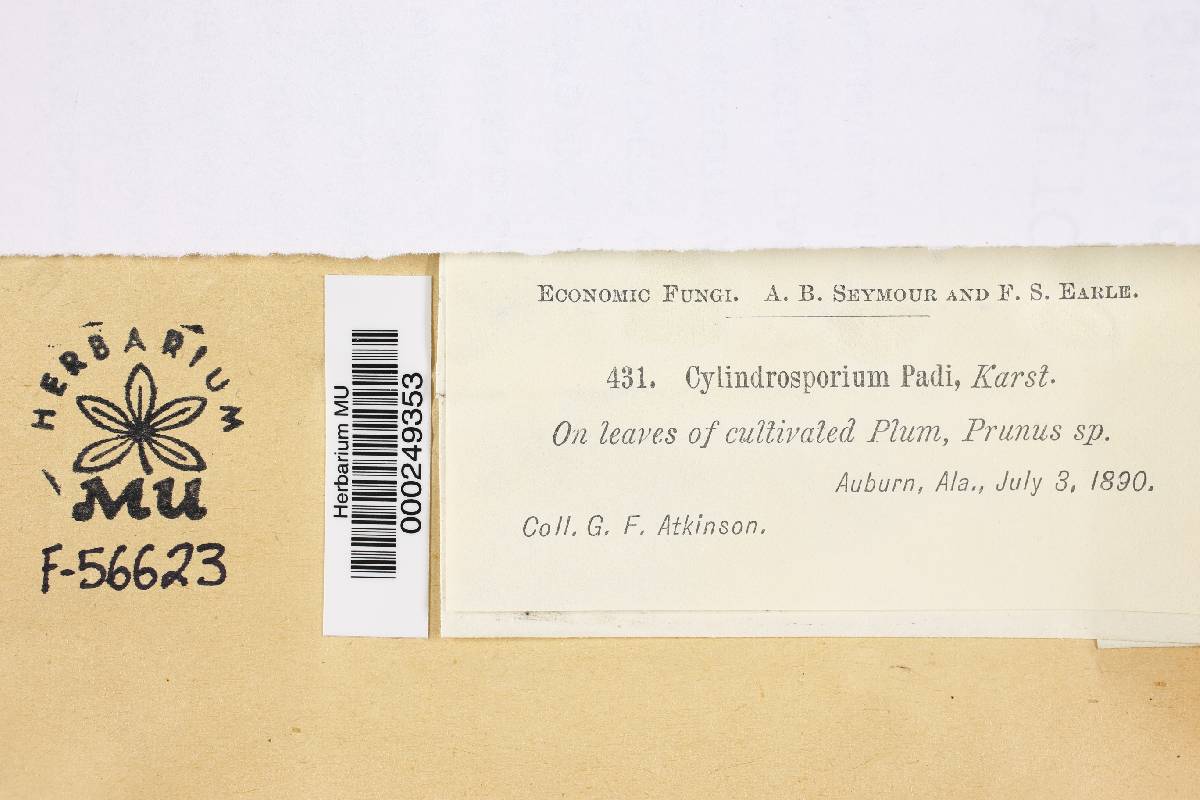 HERBARIUM
MU
F-56623
Herbarium MU
000249353
ECONOMIC FUNGI. A. B. SEYMOUR AND F. S. EARLE.
431. Cylindrosporium Padi, Karst.
On leaves of cultivated Plum, Prunus sp.
Auburn, Ala., July 3, 1890.
Coll. G. F. Atkinson.